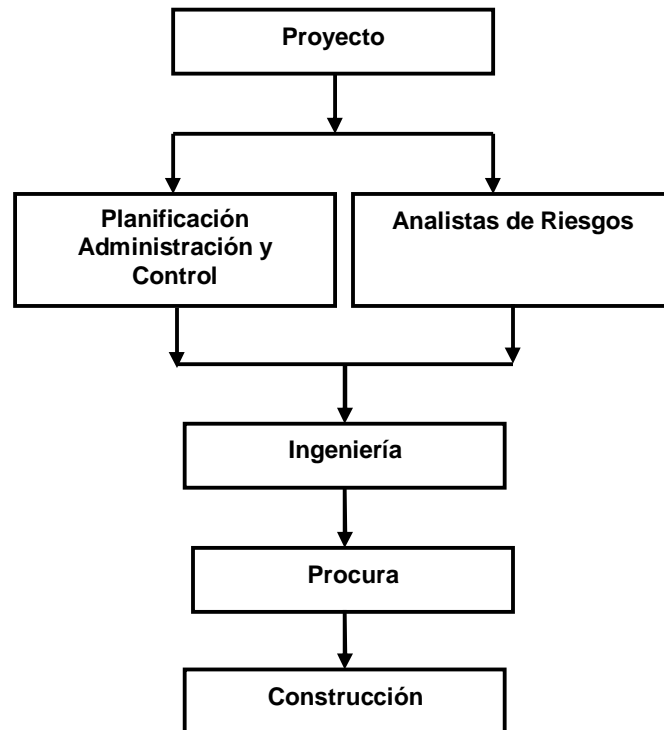 Proyecto
Planificación
Administración y
Control
Analistas de Riesgos
Ingeniería
Procura
Construcción